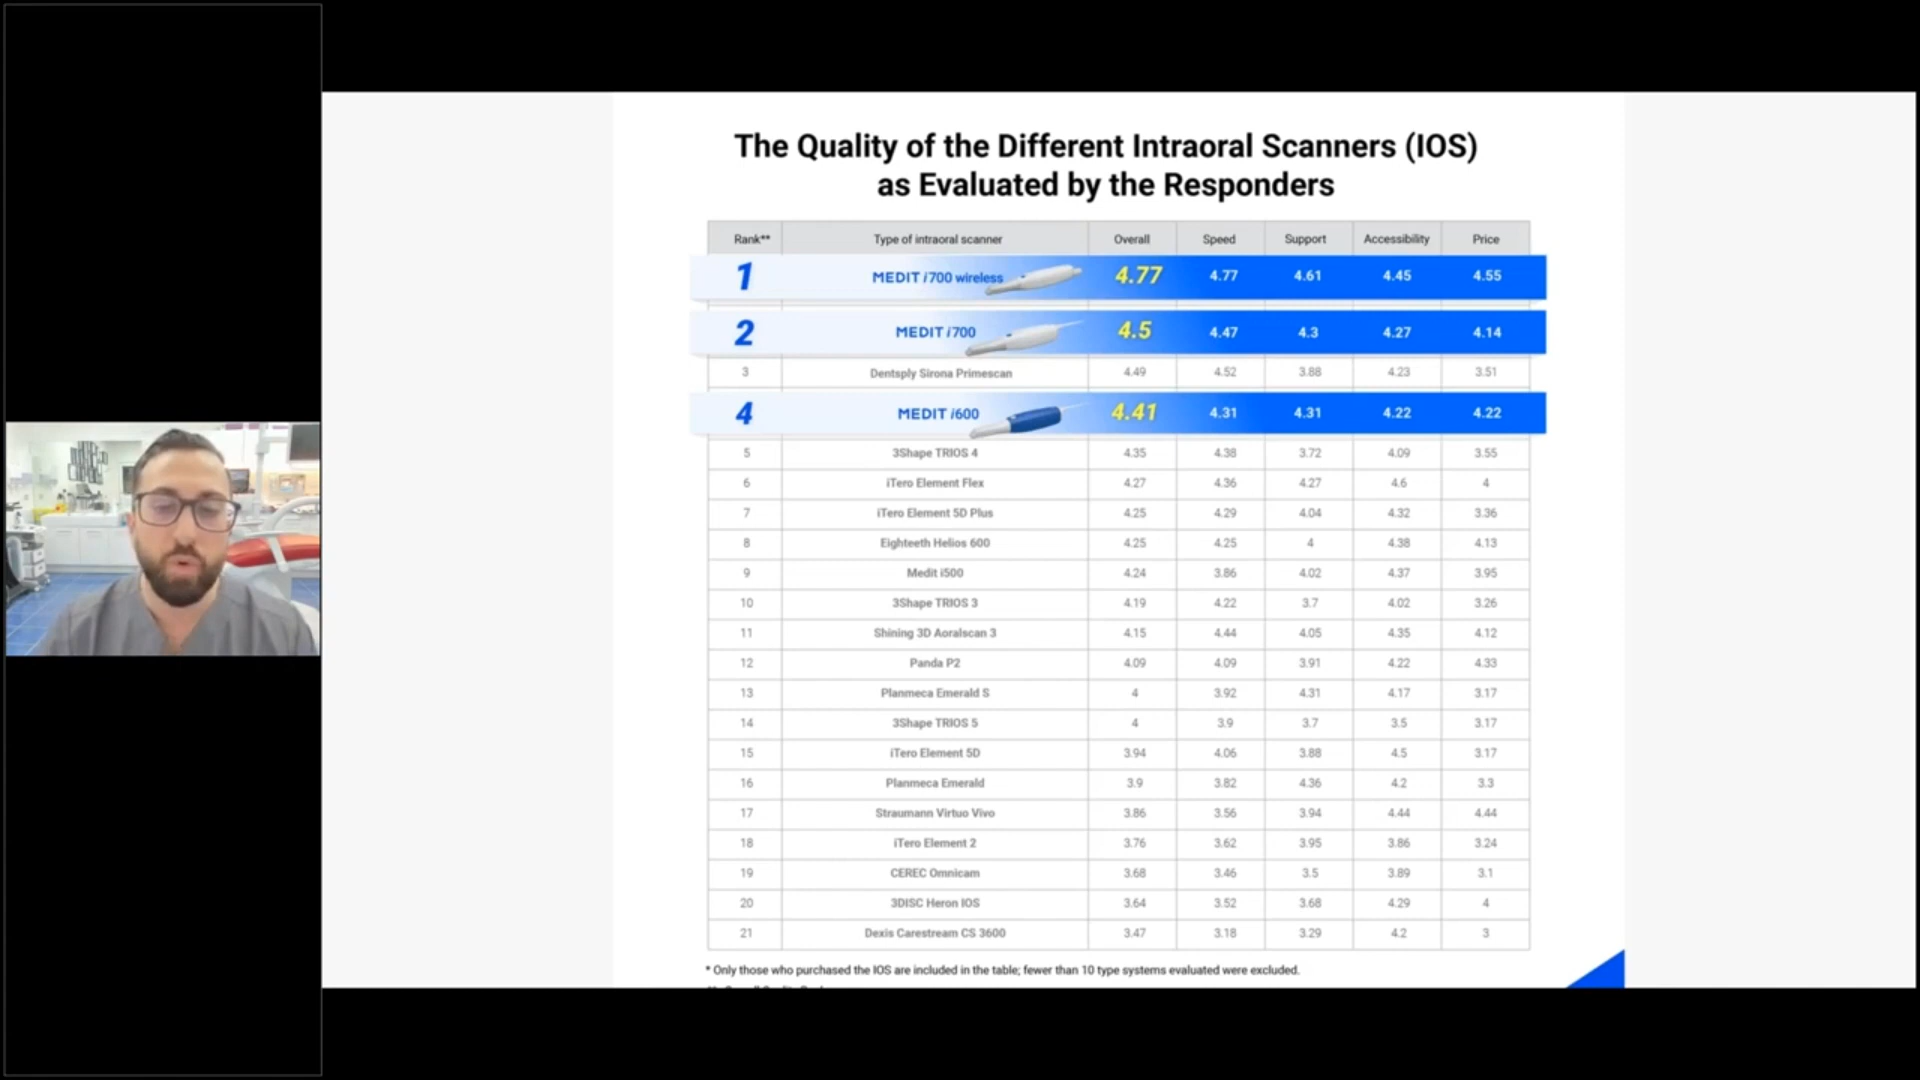 The Quality of the Different Intraoral Scanners (IOS)
as Evaluated by the Responders
Rank** Type of intraoral scanner Overall Speed Support Accessibility Price
1 MEDIT i700 wireless 4.77 4.77 4.61 4.45 4.55
2 MEDIT i700 4.5 4.47 4.3 4.27 4.14
3 Dentsply Sirona Primescan 4.49 4.52 3.88 4.23 3.51
4 MEDIT i600 4.41 4.31 4.31 4.22 4.22
5 3Shape TRIOS 4 4.35 4.38 3.72 4.09 3.55
6 iTero Element Flex 4.27 4.36 4.27 4.6 4
7 iTero Element 5D Plus 4.25 4.29 4.04 4.32 3.36
8 Eighteeth Helios 600 4.25 4.25 4 4.38 4.13
9 Medit i500 4.24 3.86 4.02 4.37 3.95
10 3Shape TRIOS 3 4.19 4.22 3.7 4.02 3.26
11 Shining 3D Aoralscan 3 4.15 4.44 4.05 4.35 4.12
12 Panda P2 4.09 4.09 3.91 4.22 4.33
13 Planmeca Emerald S 4 3.92 4.31 4.17 3.17
14 3Shape TRIOS 5 4 3.9 3.7 3.5 3.17
15 iTero Element 5D 3.94 4.06 3.88 4.5 3.17
16 Planmeca Emerald 3.9 3.82 4.36 4.2 3.3
17 Straumann Virtuo Vivo 3.86 3.56 3.94 4.44 4.44
18 iTero Element 2 3.76 3.62 3.95 3.86 3.24
19 CEREC Omnicam 3.68 3.46 3.5 3.89 3.1
20 3DISC Heron IOS 3.64 3.52 3.68 4.29 4
21 Dexis Carestream CS 3600 3.47 3.18 3.29 4.2 3
* Only those who purchased the IOS are included in the table; fewer than 10 type systems evaluated were excluded.